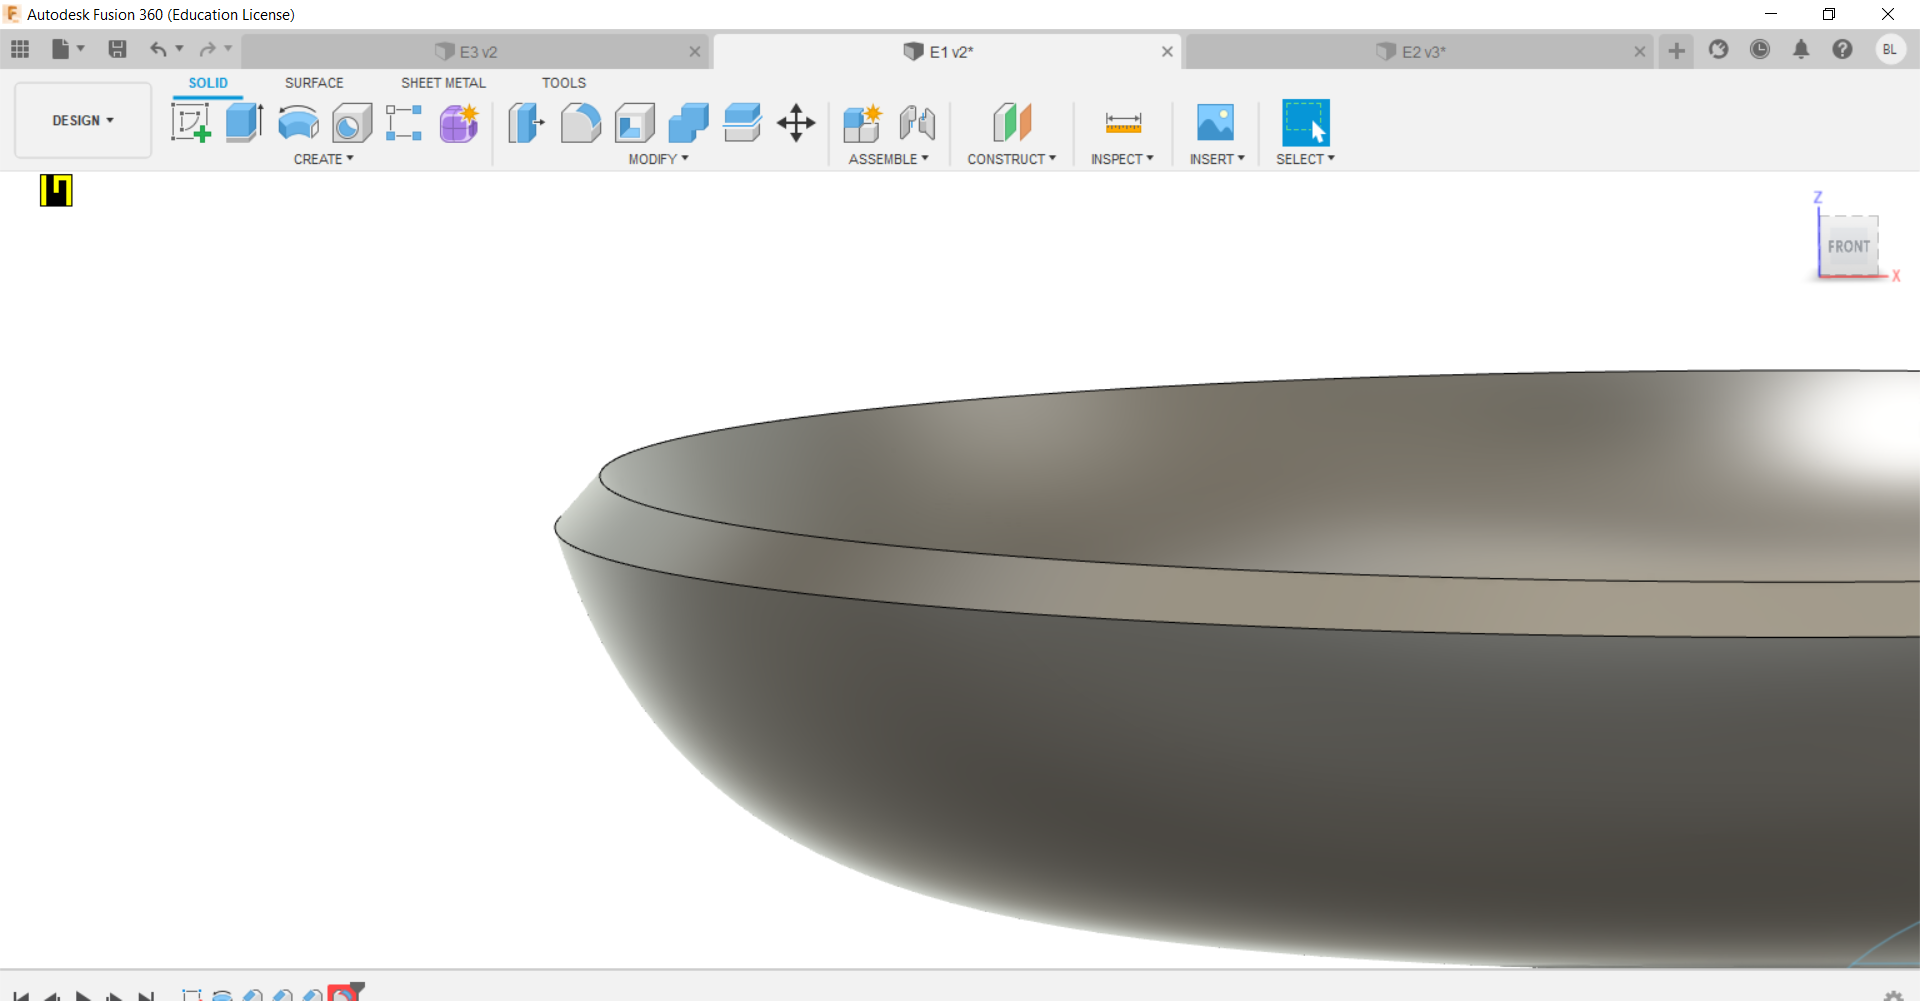 Autodesk Fusion 360 (Education License)
E3 v2
E1 v2*
E2 v3*
BL
SOLID
SURFACE
SHEET METAL
TOOLS
DESIGN
CREATE
MODIFY
ASSEMBLE
CONSTRUCT
INSPECT
INSERT
SELECT
Z
FRONT
X